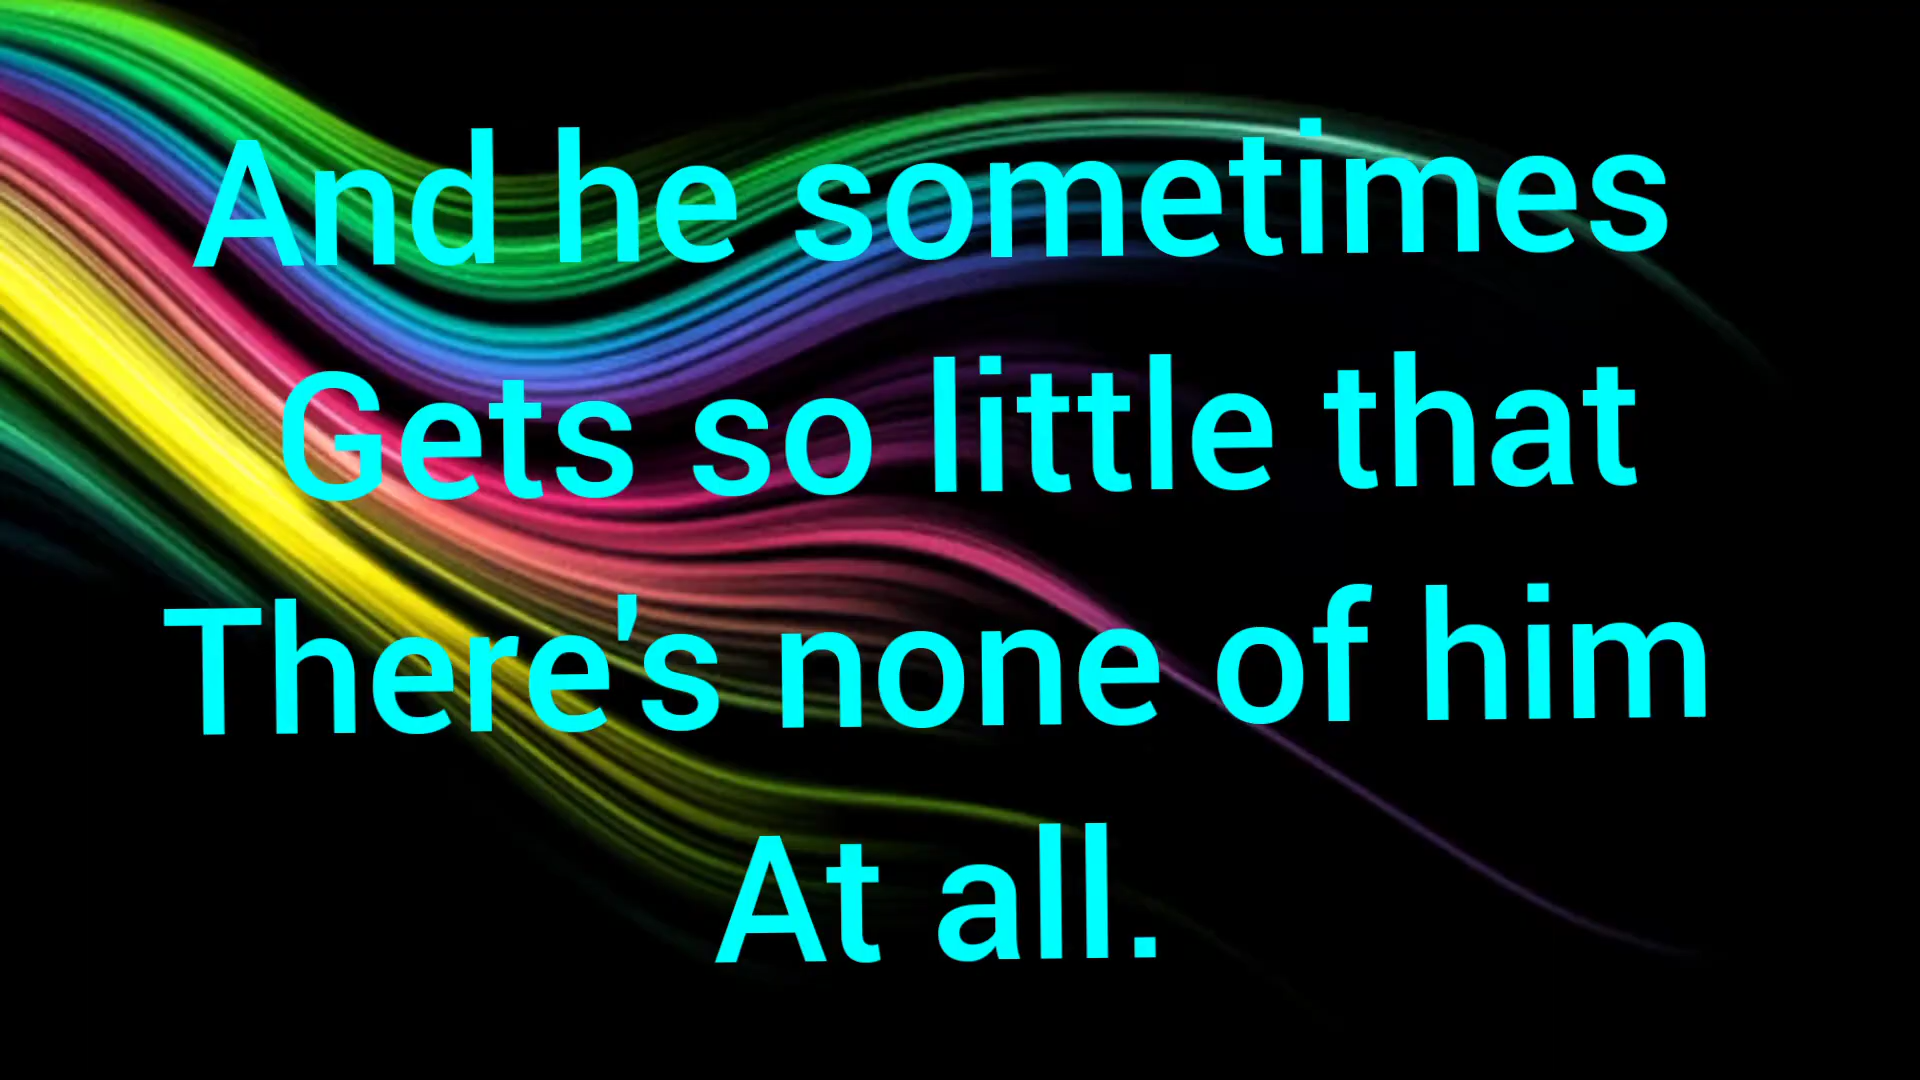 And he sometimes
Gets so little that
There's none of him
At all.